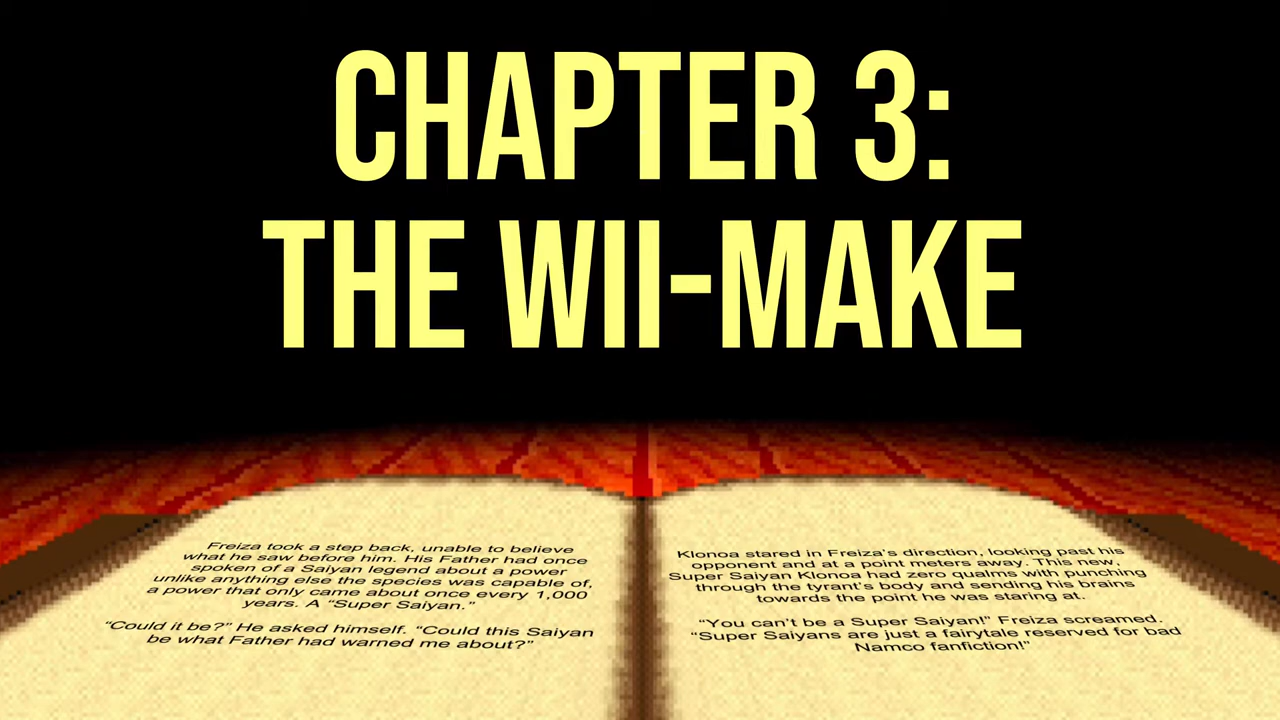 CHAPTER 3:
THE WII-MAKE
Freiza took a step back, unable to believe
what he saw before him. His Father had once
spoken of a Saiyan legend about a power
unlike anything else the species was capable of,
a power that only came about once every 1,000
years. A “Super Saiyan.”
“Could it be?” He asked himself. “Could this Saiyan
be what Father had warned me about?”
Klonoa stared in Freiza's direction, looking past his
opponent and at a point meters away. This new,
Super Saiyan Klonoa had zero qualms with punching
through the tyrant's body and sending his brains
towards the point he was staring at.
“You can’t be a Super Saiyan!” Freiza screamed.
“Super Saiyans are just a fairytale reserved for bad
Namco fanfiction!”